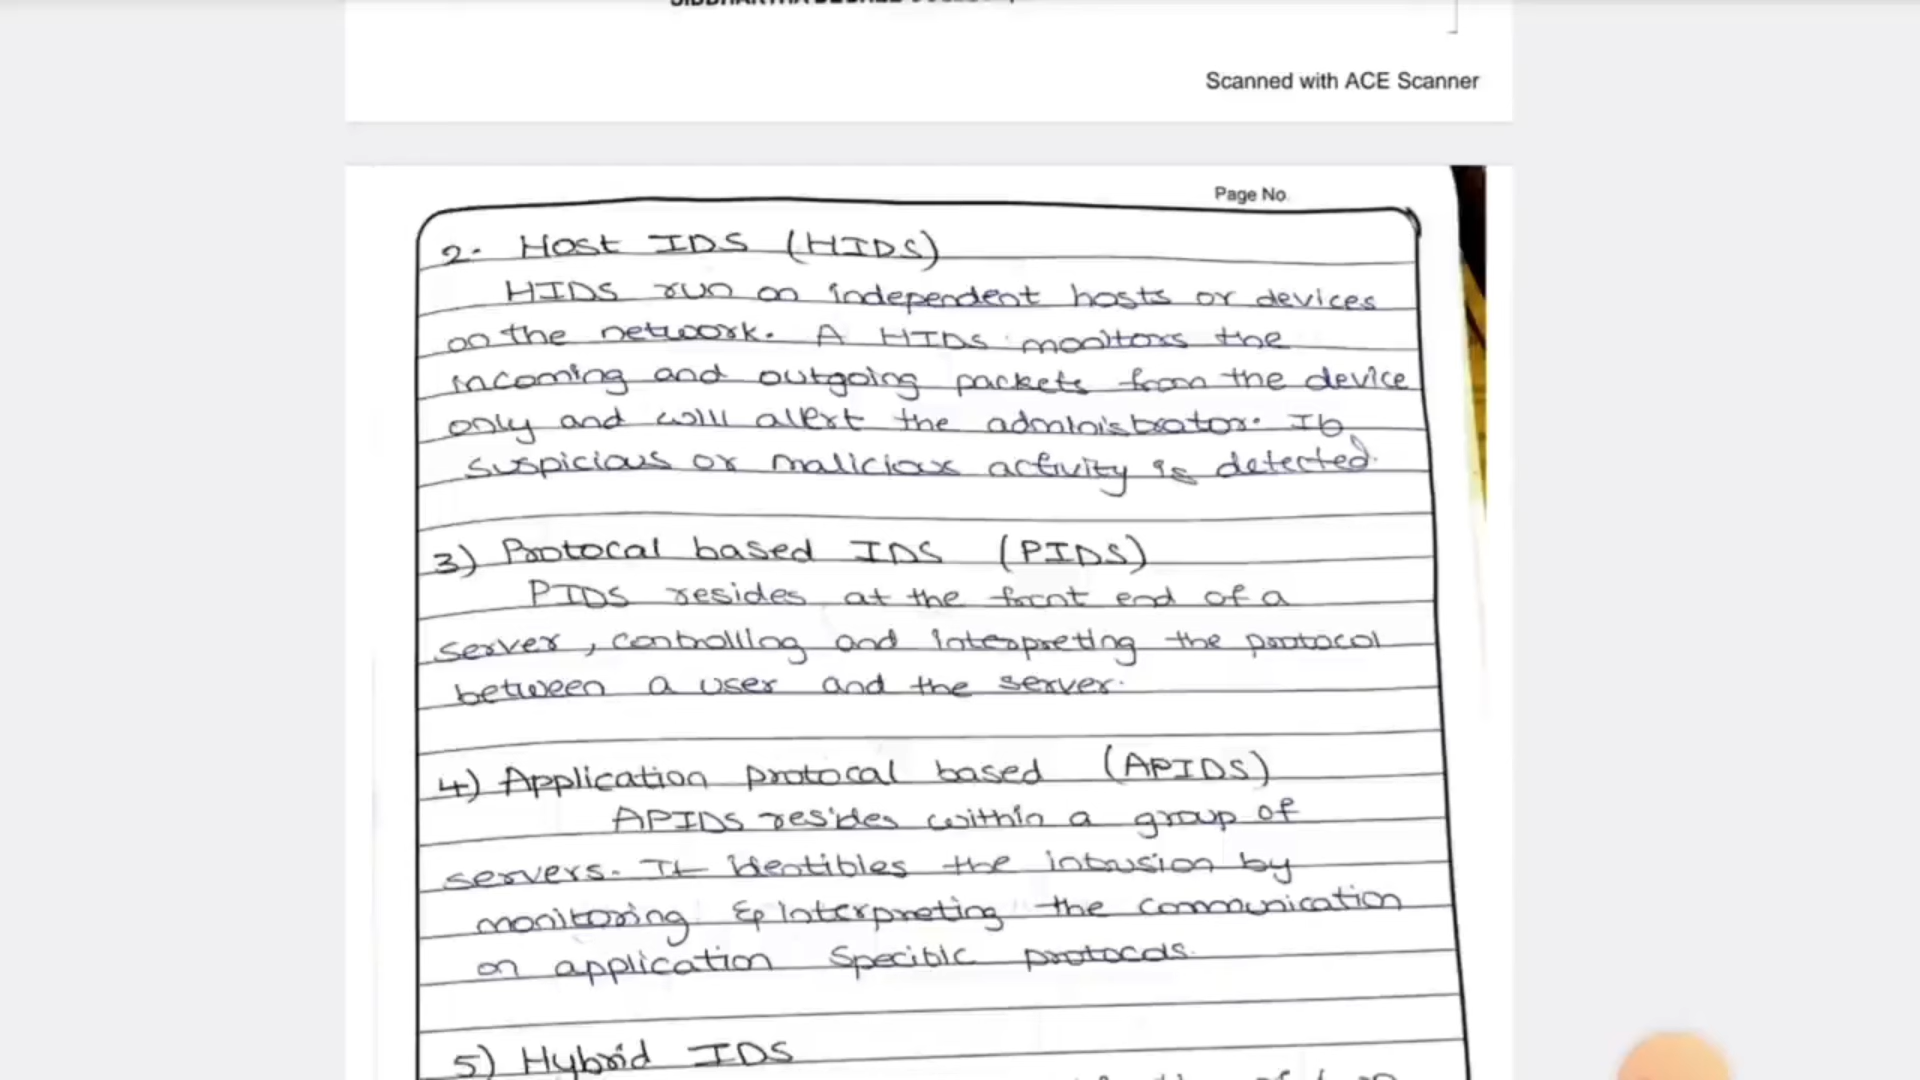 Scanned with ACE Scanner
Page No.
2. Host IDS (HIDS)
HIDS run on independent hosts or devices
on the network. A HIDS monitors the
incoming and outgoing packets from the device
only and will alert the administrator. If
suspicious or malicious activity is detected.
3) Protocal based IDS (PIDS)
PIDS resides at the front end of a
server, controlling and interpreting the protocol
between a user and the server.
4) Application protocal based (APIDS)
APIDS resides within a group of
servers. It identifies the intrusion by
monitoring & interpreting the communication
on application specific protocols.
5) Hybrid IDS